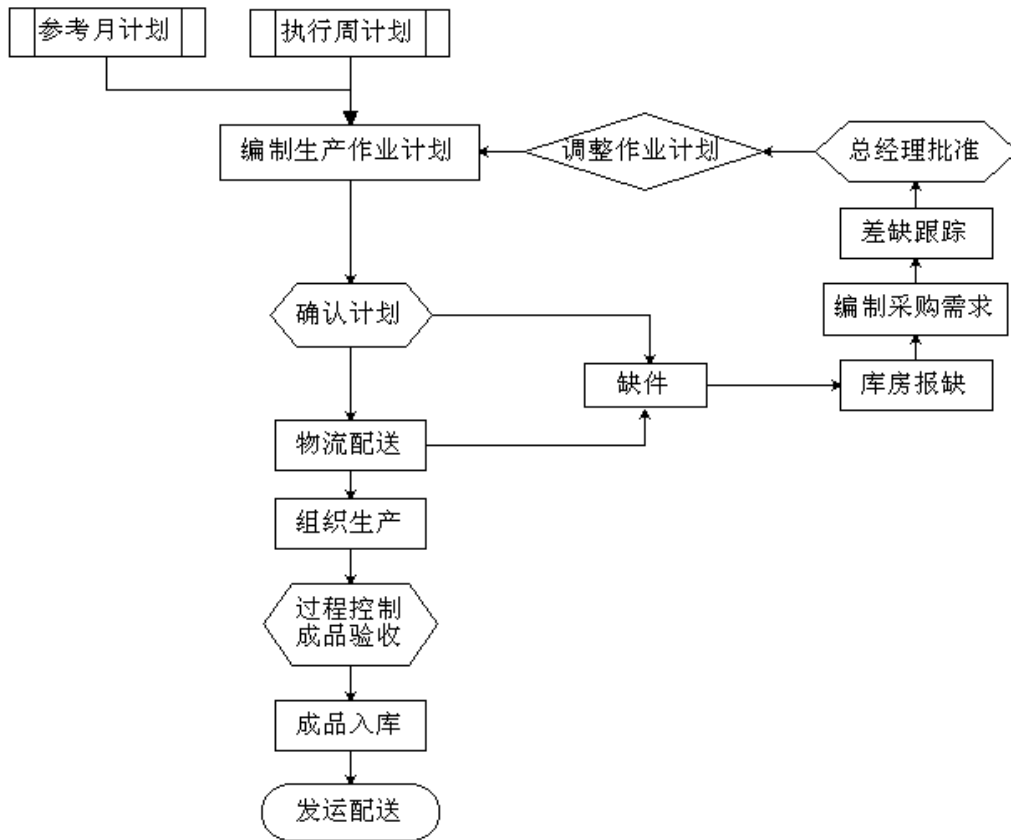 参考月计划
执行周计划
编制生产作业计划
调整作业计划
总经理批准
差缺跟踪
确认计划
编制采购需求
缺件
库房报缺
物流配送
组织生产
过程控制
成品验收
成品入库
发运配送